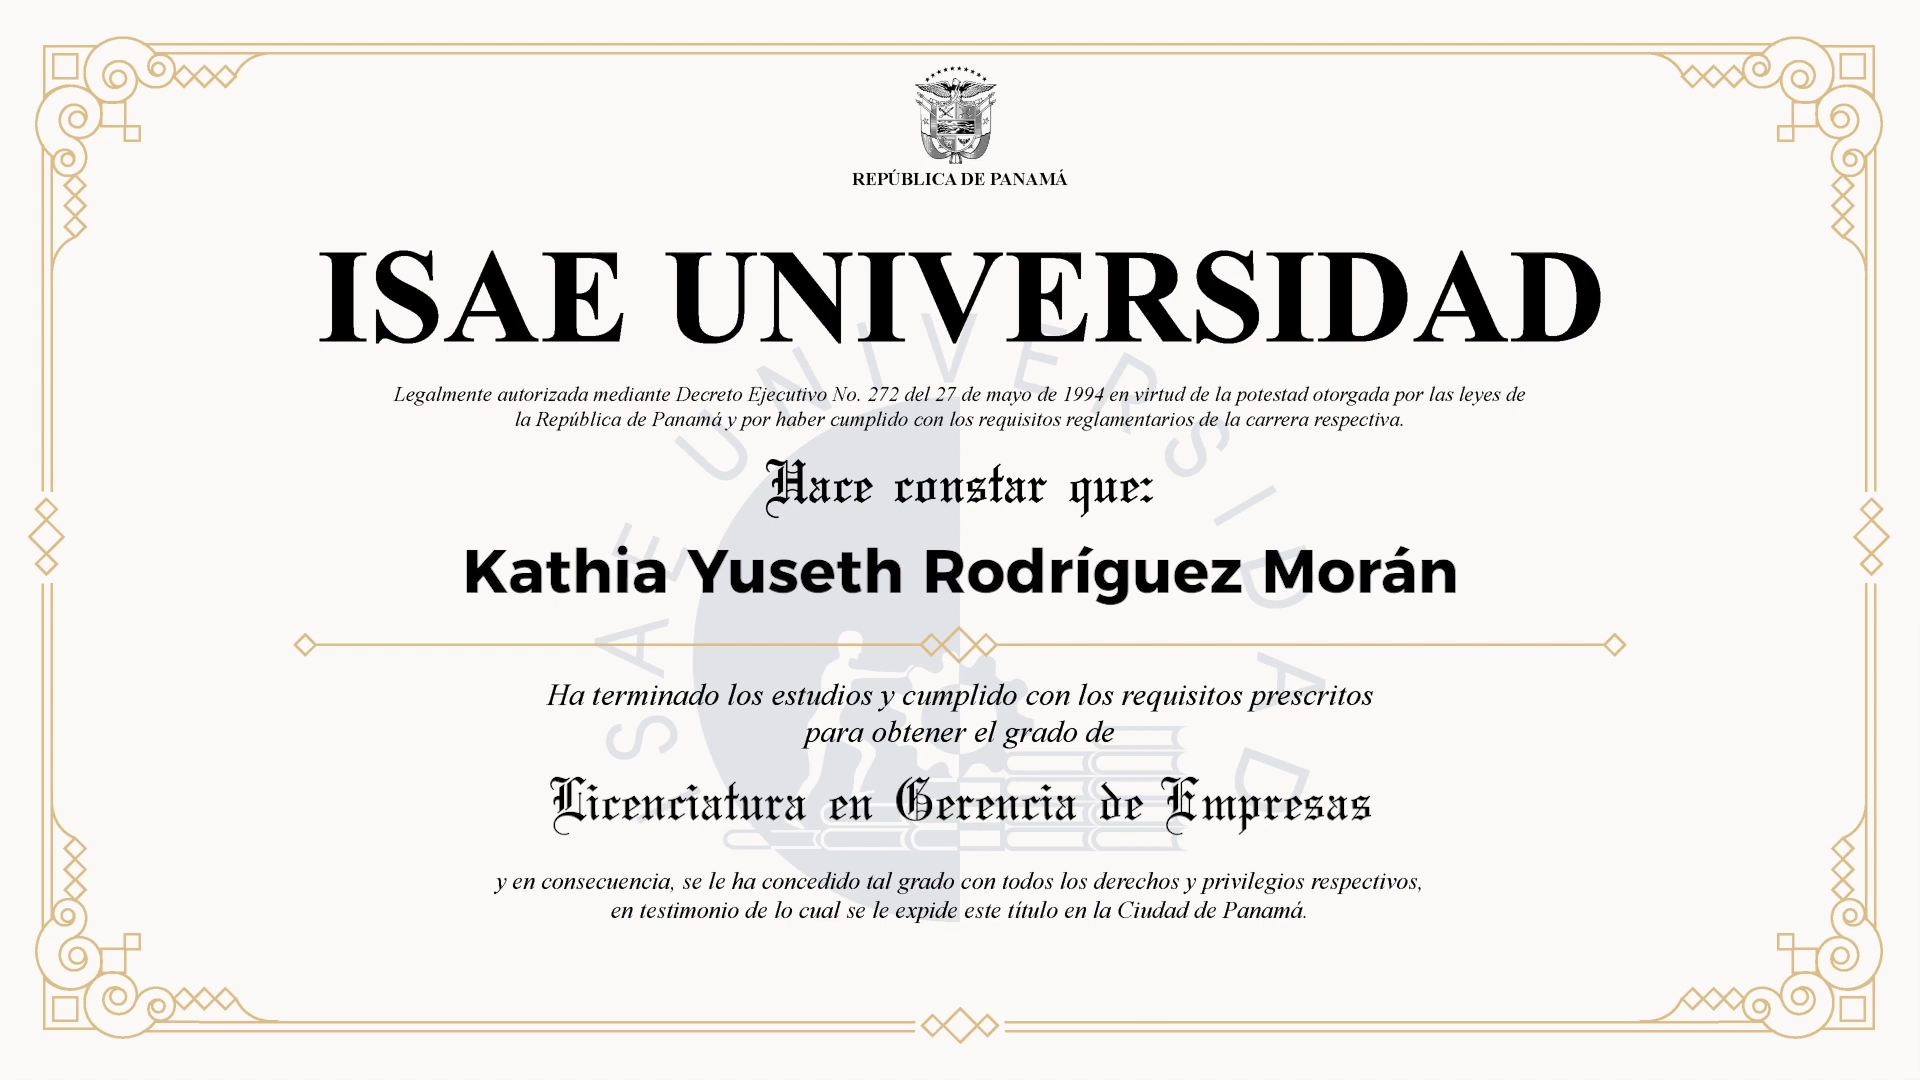 REPÚBLICA DE PANAMÁ
ISAE UNIVERSIDAD
Legalmente autorizada mediante Decreto Ejecutivo No. 272 del 27 de mayo de 1994 en virtud de la potestad otorgada por las leyes de
la República de Panamá y por haber cumplido con los requisitos reglamentarios de la carrera respectiva.
Hace constar que:
Kathia Yuseth Rodríguez Morán
Ha terminado los estudios y cumplido con los requisitos prescritos
para obtener el grado de
Licenciatura en Gerencia de Empresas
y en consecuencia, se le ha concedido tal grado con todos los derechos y privilegios respectivos,
en testimonio de lo cual se le expide este título en la Ciudad de Panamá.
ISAE UNIVERSIDAD